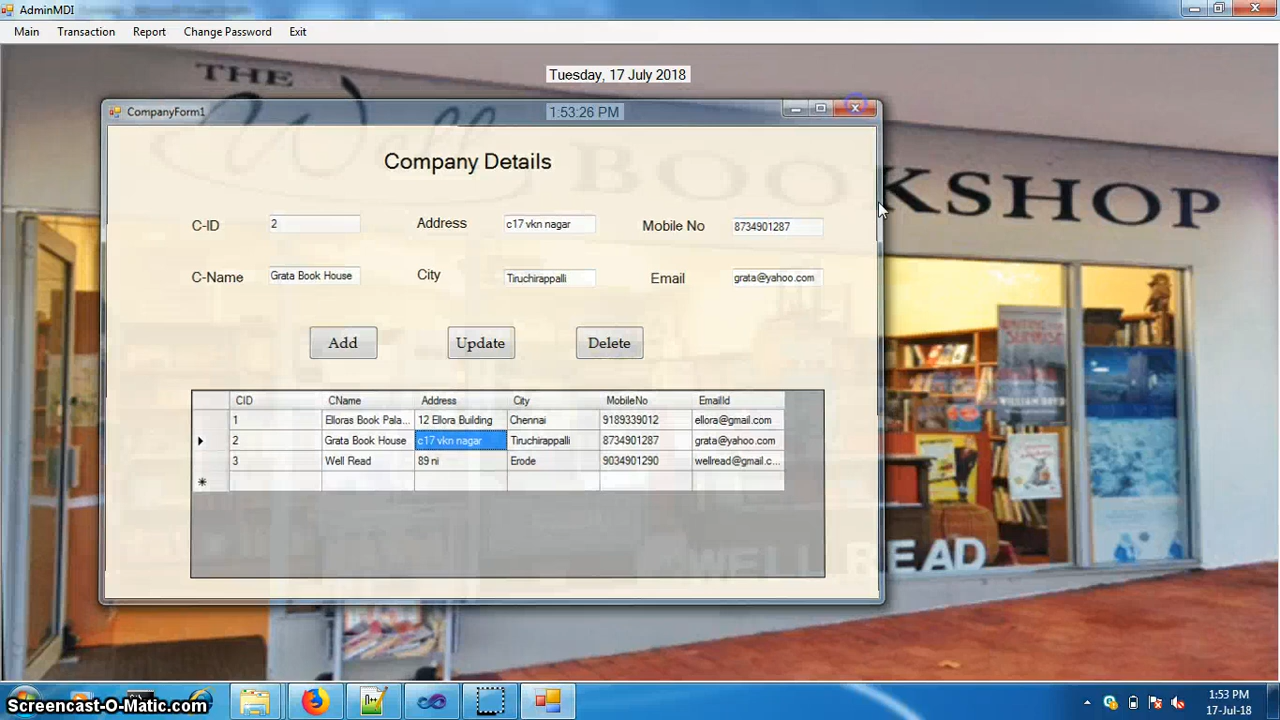 AdminMDI
Main Transaction Report Change Password Exit
Tuesday, 17 July 2018
THE
Well
BOOKSHOP
CompanyForm1
1:53:26 PM
Company Details
C-ID 2 Address c17 vkn nagar Mobile No 8734901287
C-Name Grata Book House City Tiruchirappalli Email grata@yahoo.com
Add Update Delete
CID CName Address City MobileNo EmailId
1 Elloras Book Pala... 12 Ellora Building Chennai 9189339012 ellora@gmail.com
2 Grata Book House c17 vkn nagar Tiruchirappalli 8734901287 grata@yahoo.com
3 Well Read 89 ni Erode 9034901290 wellread@gmail.c...
WELL READ
Screencast-O-Matic.com
1:53 PM
17-Jul-18